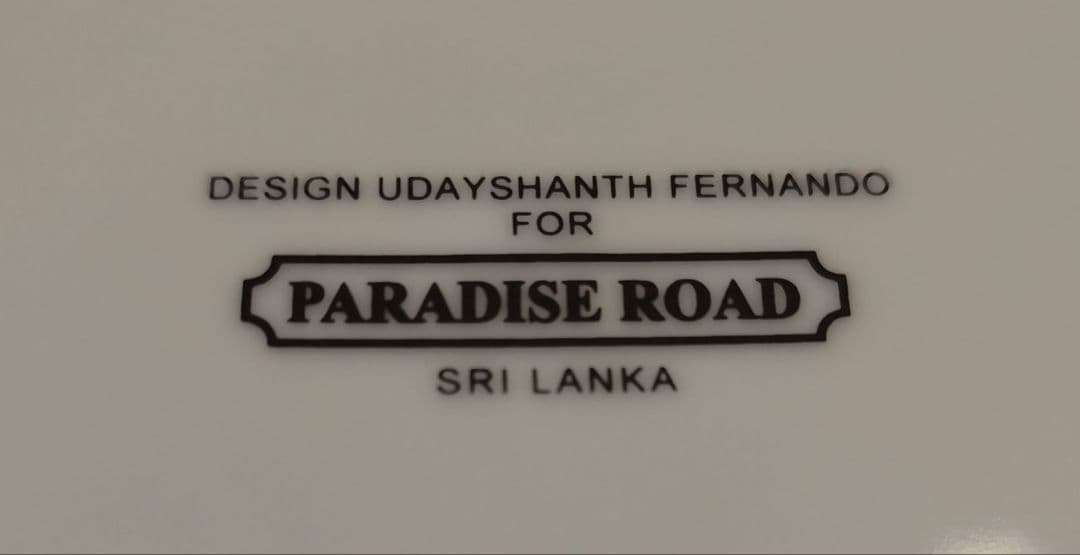 DESIGN UDAYSHANTH FERNANDO
FOR
PARADISE ROAD
SRI LANKA